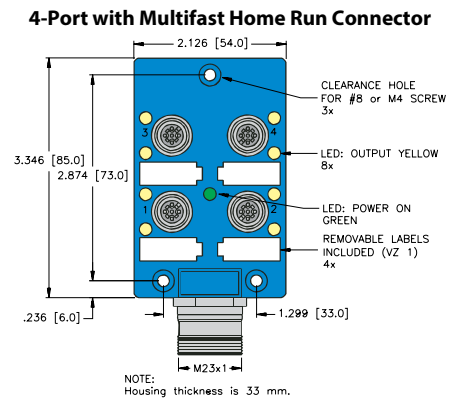 4-Port with Multifast Home Run Connector
2.126 [54.0]
CLEARANCE HOLE
FOR #8 or M4 SCREW
3x
3
4
3.346 [85.0]
2.874 [73.0]
LED: OUTPUT YELLOW
8x
1
2
LED: POWER ON
GREEN
REMOVABLE LABELS
INCLUDED (VZ 1)
4x
.236 [6.0]
1.299 [33.0]
M23x1
NOTE:
Housing thickness is 33 mm.